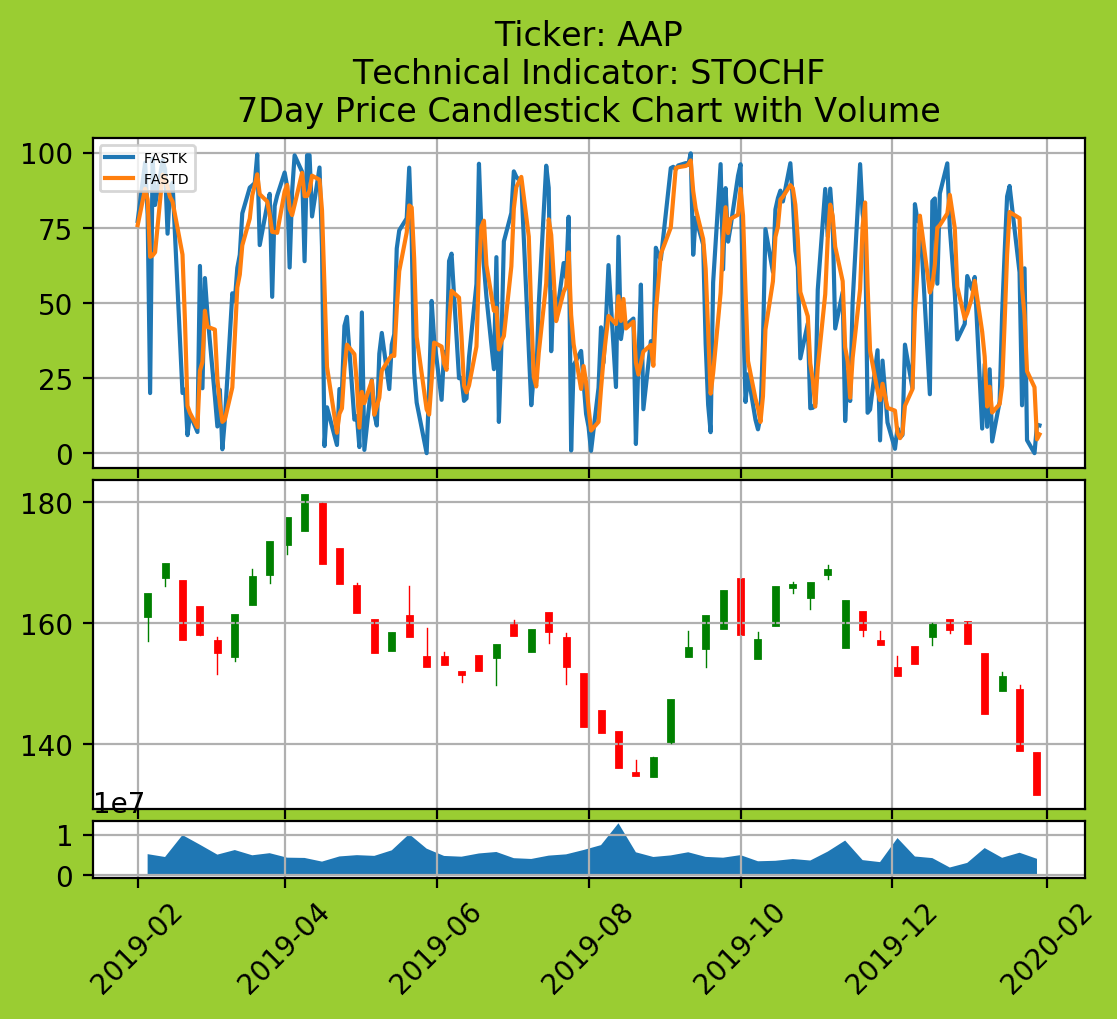 Ticker: AAP
Technical Indicator: STOCHF
7Day Price Candlestick Chart with Volume
100
75
50
25
0
FASTK
FASTD
180
160
140
1e7
1
0
2019-02
2019-04
2019-06
2019-08
2019-10
2019-12
2020-02